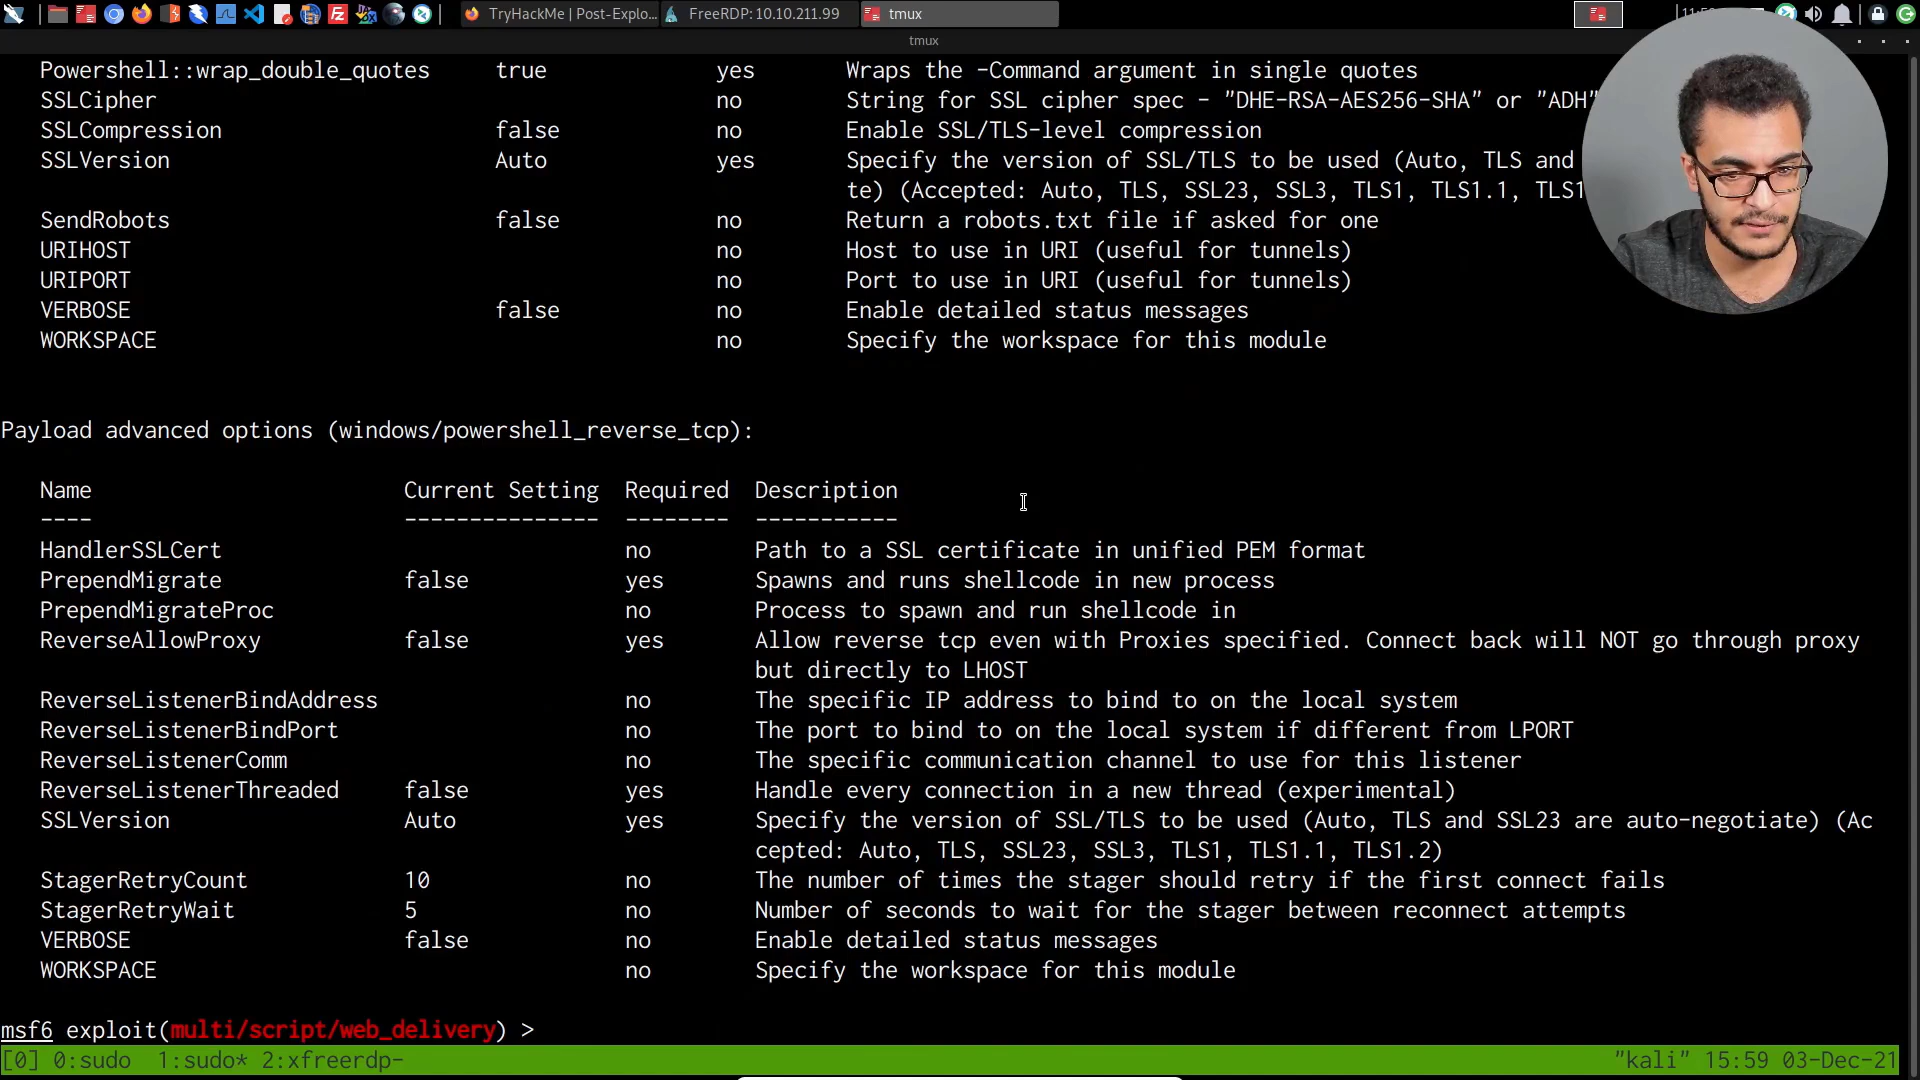 TryHackMe | Post-Explo...
FreeRDP: 10.10.211.99
tmux
tmux
Powershell::wrap_double_quotes true yes Wraps the -Command argument in single quotes
SSLCipher no String for SSL cipher spec - "DHE-RSA-AES256-SHA" or "ADH"
SSLCompression false no Enable SSL/TLS-level compression
SSLVersion Auto yes Specify the version of SSL/TLS to be used (Auto, TLS and
te) (Accepted: Auto, TLS, SSL23, SSL3, TLS1, TLS1.1, TLS1
SendRobots false no Return a robots.txt file if asked for one
URIHOST no Host to use in URI (useful for tunnels)
URIPORT no Port to use in URI (useful for tunnels)
VERBOSE false no Enable detailed status messages
WORKSPACE no Specify the workspace for this module
Payload advanced options (windows/powershell_reverse_tcp):
Name Current Setting Required Description
---- --------------- -------- -----------
HandlerSSLCert no Path to a SSL certificate in unified PEM format
PrependMigrate false yes Spawns and runs shellcode in new process
PrependMigrateProc no Process to spawn and run shellcode in
ReverseAllowProxy false yes Allow reverse tcp even with Proxies specified. Connect back will NOT go through proxy
but directly to LHOST
ReverseListenerBindAddress no The specific IP address to bind to on the local system
ReverseListenerBindPort no The port to bind to on the local system if different from LPORT
ReverseListenerComm no The specific communication channel to use for this listener
ReverseListenerThreaded false yes Handle every connection in a new thread (experimental)
SSLVersion Auto yes Specify the version of SSL/TLS to be used (Auto, TLS and SSL23 are auto-negotiate) (Ac
cepted: Auto, TLS, SSL23, SSL3, TLS1, TLS1.1, TLS1.2)
StagerRetryCount 10 no The number of times the stager should retry if the first connect fails
StagerRetryWait 5 no Number of seconds to wait for the stager between reconnect attempts
VERBOSE false no Enable detailed status messages
WORKSPACE no Specify the workspace for this module
msf6 exploit(multi/script/web_delivery) >
[0] 0:sudo 1:sudo* 2:xfreerdp- "kali" 15:59 03-Dec-21